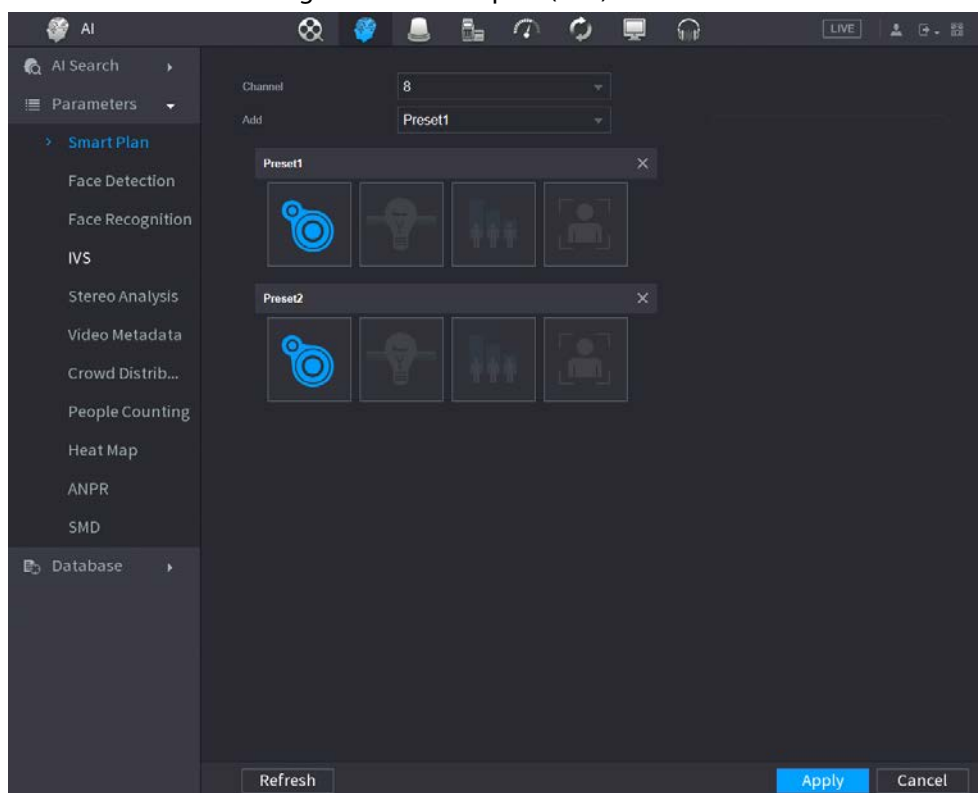 AI
LIVE
AI Search
Parameters
Smart Plan
Face Detection
Face Recognition
IVS
Stereo Analysis
Video Metadata
Crowd Distrib...
People Counting
Heat Map
ANPR
SMD
Database
Channel 8
Add Preset1
Preset1
Preset2
Refresh Apply Cancel